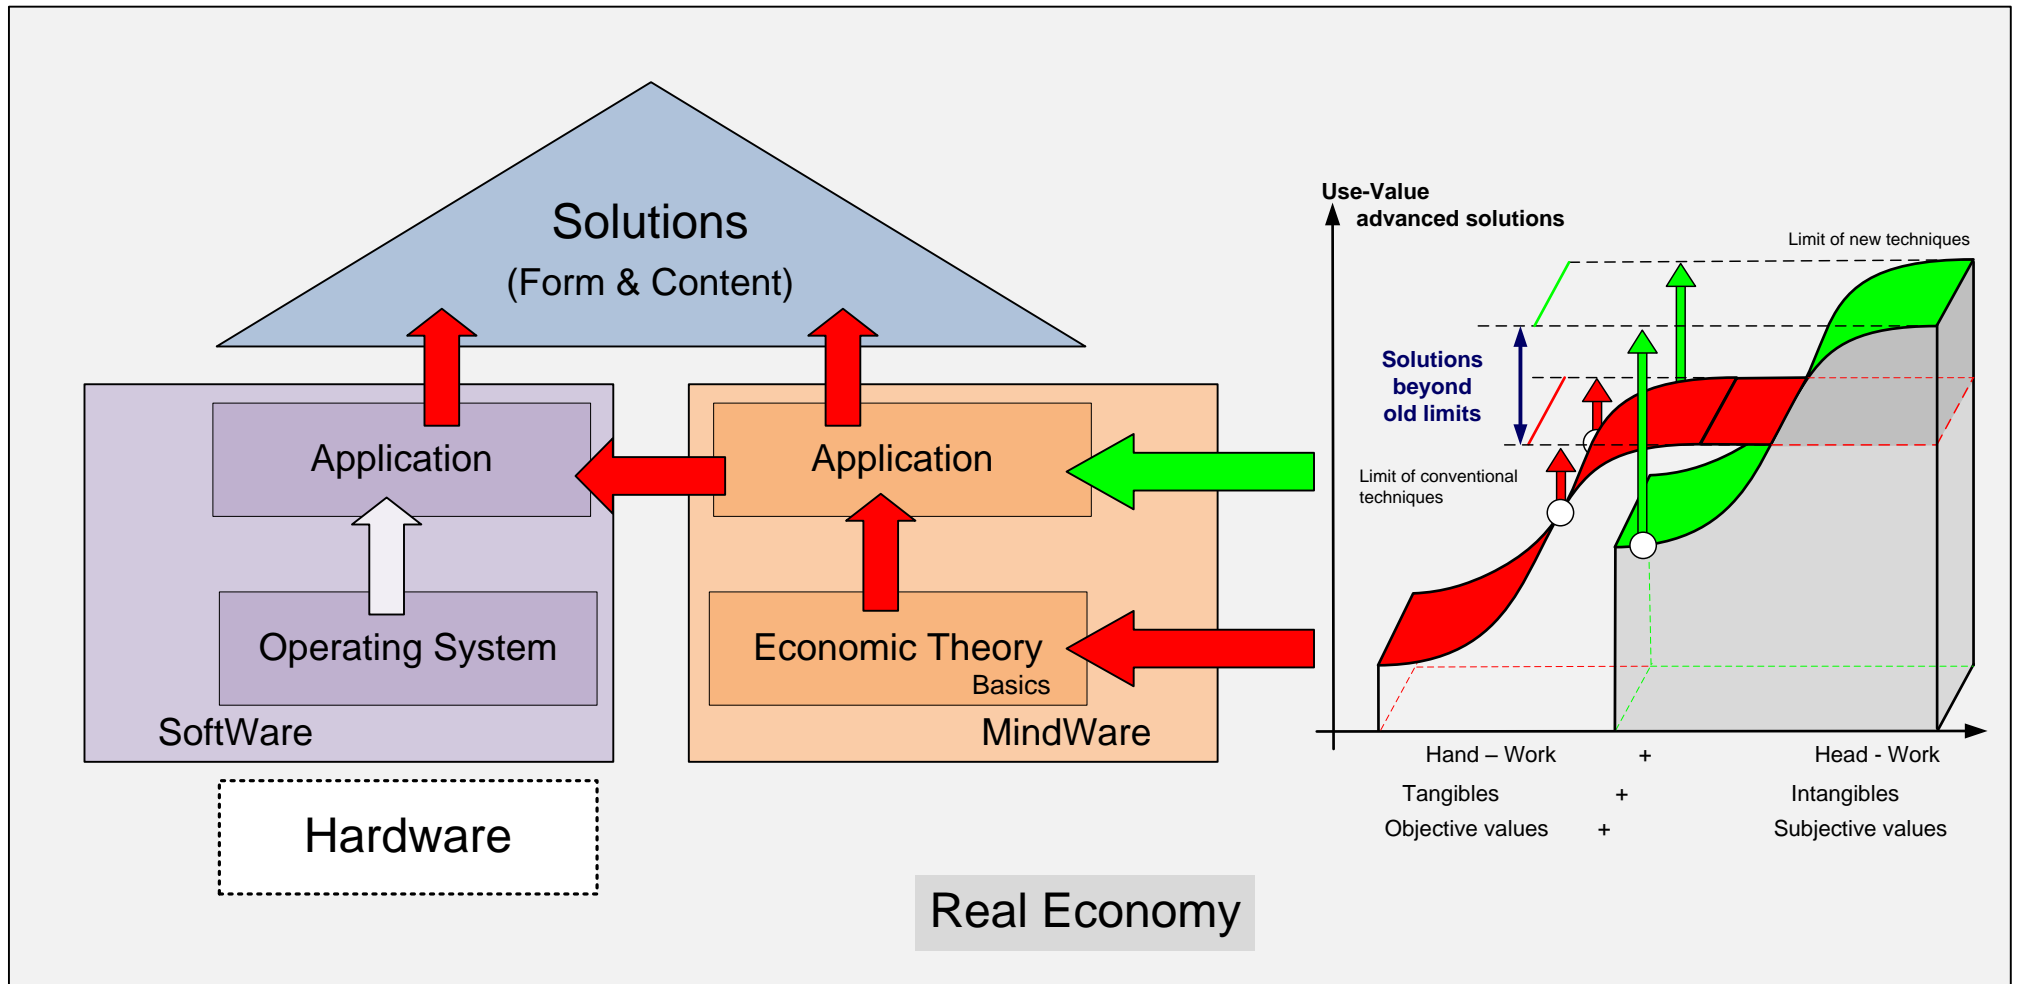 Solutions
(Form & Content)
Application
Operating System
SoftWare
Hardware
Application
Economic Theory
Basics
MindWare
Real Economy
Use-Value
advanced solutions
Limit of new techniques
Solutions
beyond
old limits
Limit of conventional
techniques
Hand – Work + Head - Work
Tangibles + Intangibles
Objective values + Subjective values